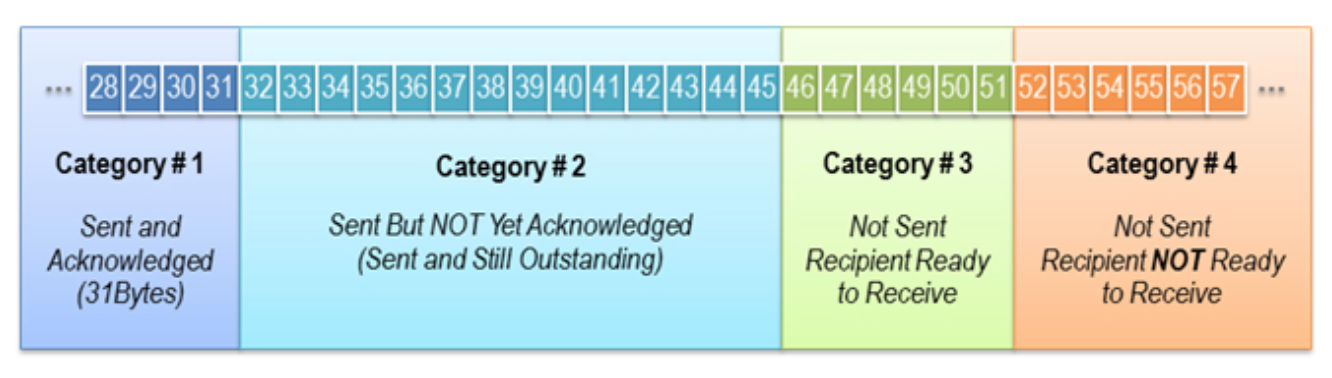 ... 28 29 30 31 32 33 34 35 36 37 38 39 40 41 42 43 44 45 46 47 48 49 50 51 52 53 54 55 56 57 ...
Category # 1
Sent and
Acknowledged
(31Bytes)
Category # 2
Sent But NOT Yet Acknowledged
(Sent and Still Outstanding)
Category # 3
Not Sent
Recipient Ready
to Receive
Category # 4
Not Sent
Recipient NOT Ready
to Receive